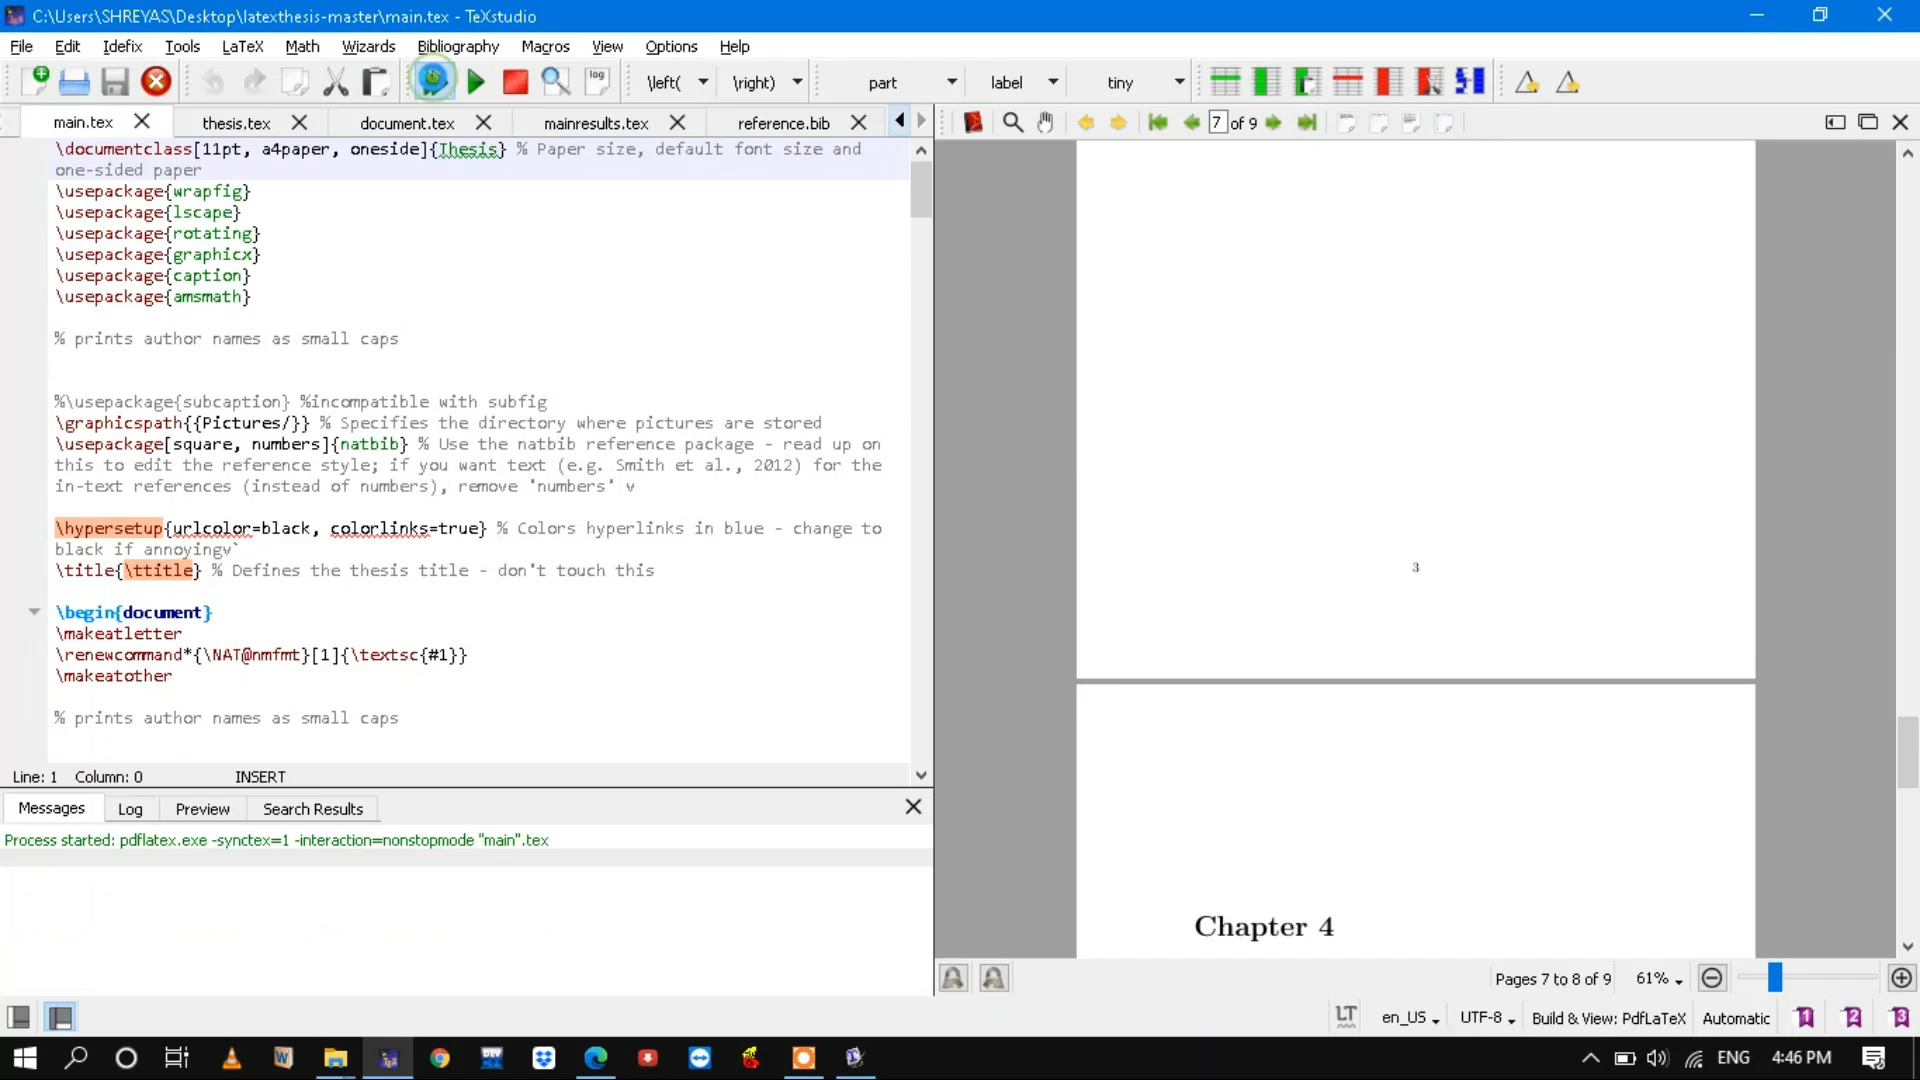 C:\Users\SHREYAS\Desktop\latexthesis-master\main.tex - TeXstudio
File Edit Idefix Tools LaTeX Math Wizards Bibliography Macros View Options Help
log \left( \right) part label tiny
main.tex thesis.tex document.tex mainresults.tex reference.bib 7 of 9
\documentclass[11pt, a4paper, oneside]{Thesis} % Paper size, default font size and
one-sided paper
\usepackage{wrapfig}
\usepackage{lscape}
\usepackage{rotating}
\usepackage{graphicx}
\usepackage{caption}
\usepackage{amsmath}
% prints author names as small caps
%\usepackage{subcaption} %incompatible with subfig
\graphicspath{{Pictures/}} % Specifies the directory where pictures are stored
\usepackage[square, numbers]{natbib} % Use the natbib reference package - read up on
this to edit the reference style; if you want text (e.g. Smith et al., 2012) for the
in-text references (instead of numbers), remove 'numbers' v
\hypersetup{urlcolor=black, colorlinks=true} % Colors hyperlinks in blue - change to
black if annoyingv`
\title{\ttitle} % Defines the thesis title - don't touch this
\begin{document}
\makeatletter
\renewcommand*{\NAT@nmfmt}[1]{\textsc{#1}}
\makeatother
% prints author names as small caps
Line: 1 Column: 0 INSERT
Messages Log Preview Search Results
Process started: pdflatex.exe -synctex=1 -interaction=nonstopmode "main".tex
3
Chapter 4
Pages 7 to 8 of 9 61%
LT en_US UTF-8 Build & View: PdfLaTeX Automatic 1 2 3
ENG 4:46 PM